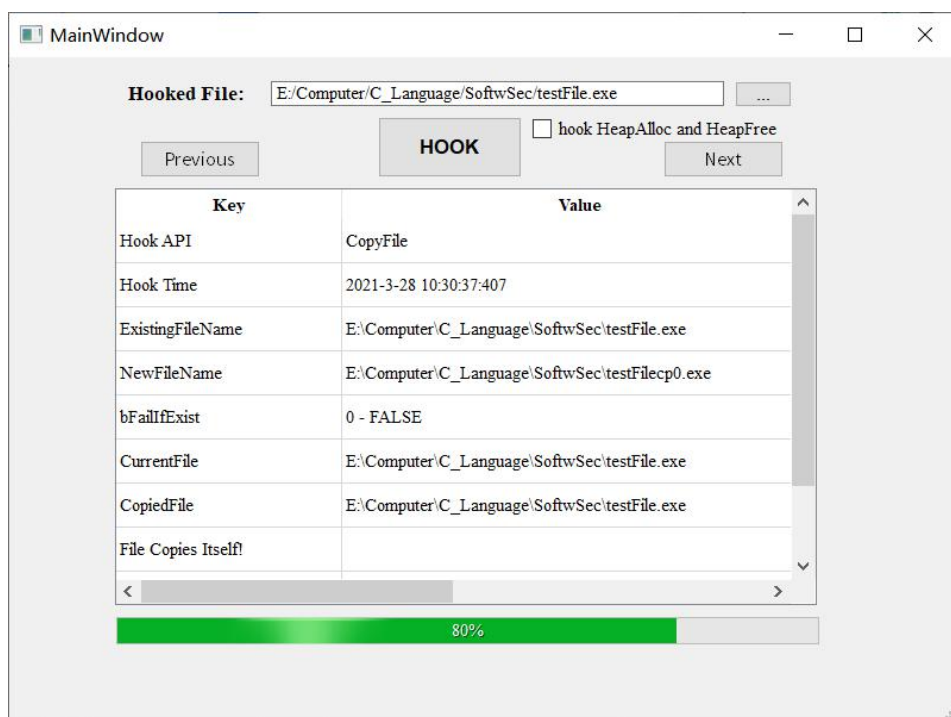 MainWindow
Hooked File: E:/Computer/C_Language/SoftwSec/testFile.exe ...
HOOK
hook HeapAlloc and HeapFree
Previous
Next
Key Value
Hook API CopyFile
Hook Time 2021-3-28 10:30:37:407
ExistingFileName E:\Computer\C_Language\SoftwSec\testFile.exe
NewFileName E:\Computer\C_Language\SoftwSec\testFilecp0.exe
bFailIfExist 0 - FALSE
CurrentFile E:\Computer\C_Language\SoftwSec\testFile.exe
CopiedFile E:\Computer\C_Language\SoftwSec\testFile.exe
File Copies Itself!
80%